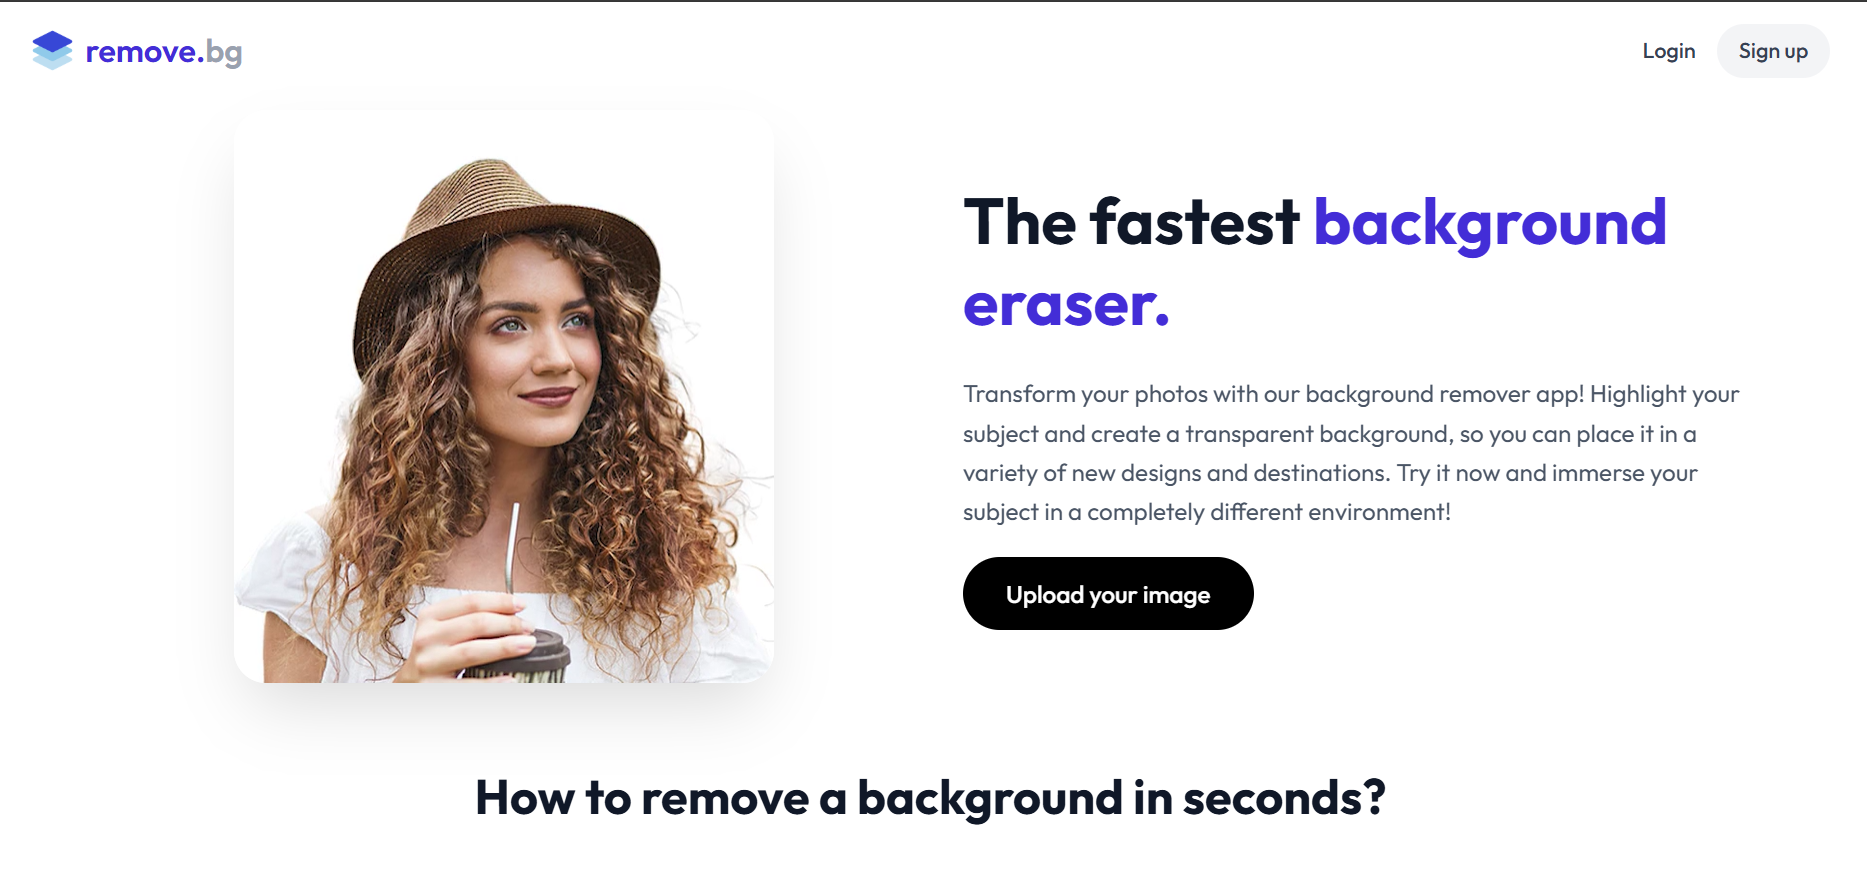 remove.bg
Login
Sign up
The fastest background
eraser.
Transform your photos with our background remover app! Highlight your
subject and create a transparent background, so you can place it in a
variety of new designs and destinations. Try it now and immerse your
subject in a completely different environment!
Upload your image
How to remove a background in seconds?